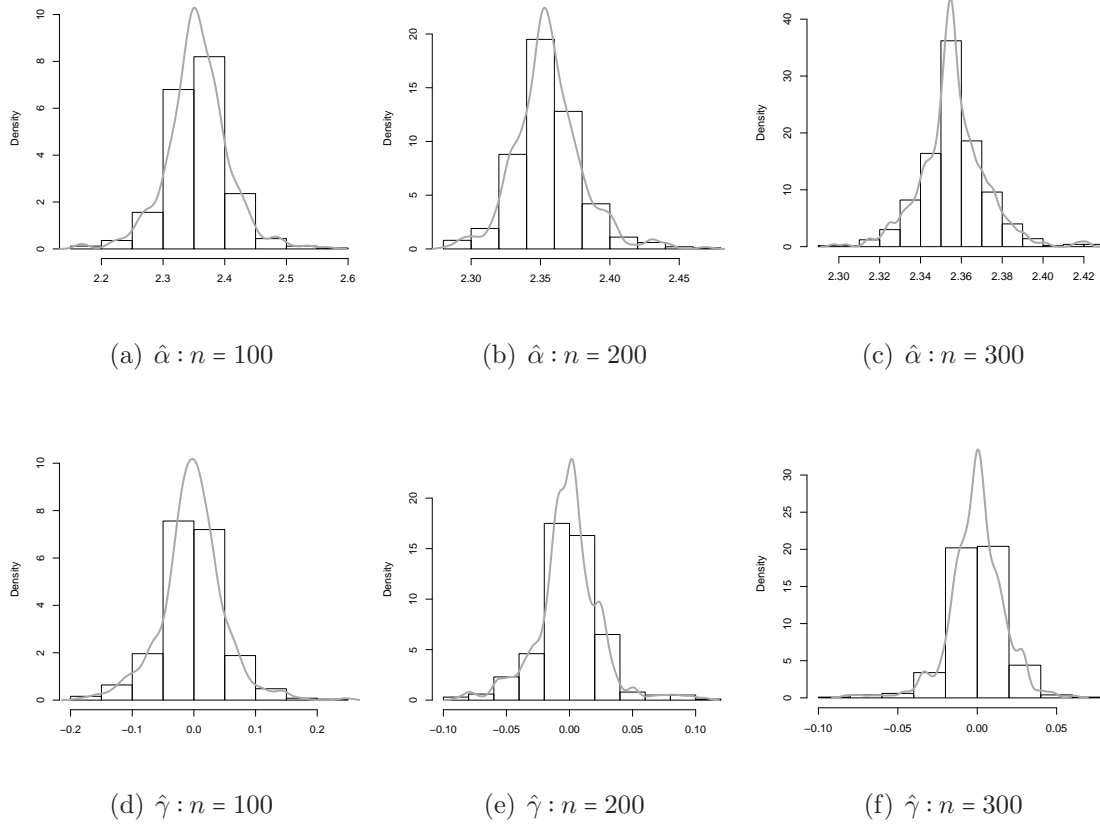 Density
0 2 4 6 8 10
2.2 2.3 2.4 2.5 2.6
(a) α̂ : n = 100
Density
0 5 10 15 20
2.30 2.35 2.40 2.45
(b) α̂ : n = 200
Density
0 10 20 30 40
2.30 2.32 2.34 2.36 2.38 2.40 2.42
(c) α̂ : n = 300
Density
0 2 4 6 8 10
−0.2 −0.1 0.0 0.1 0.2
(d) γ̂ : n = 100
Density
0 5 10 15 20
−0.10 −0.05 0.00 0.05 0.10
(e) γ̂ : n = 200
Density
0 5 10 15 20 25 30
−0.10 −0.05 0.00 0.05
(f) γ̂ : n = 300